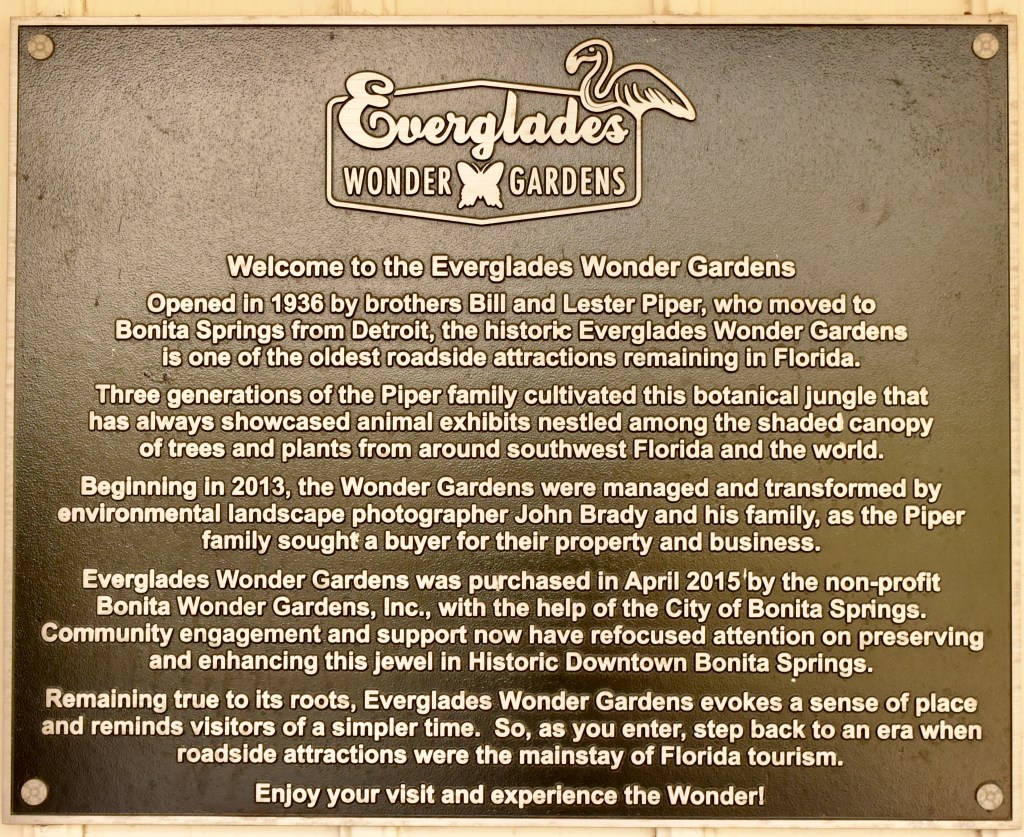 Everglades
WONDER GARDENS
Welcome to the Everglades Wonder Gardens
Opened in 1936 by brothers Bill and Lester Piper, who moved to
Bonita Springs from Detroit, the historic Everglades Wonder Gardens
is one of the oldest roadside attractions remaining in Florida.
Three generations of the Piper family cultivated this botanical jungle that
has always showcased animal exhibits nestled among the shaded canopy
of trees and plants from around southwest Florida and the world.
Beginning in 2013, the Wonder Gardens were managed and transformed by
environmental landscape photographer John Brady and his family, as the Piper
family sought a buyer for their property and business.
Everglades Wonder Gardens was purchased in April 2015 by the non-profit
Bonita Wonder Gardens, Inc., with the help of the City of Bonita Springs.
Community engagement and support now have refocused attention on preserving
and enhancing this jewel in Historic Downtown Bonita Springs.
Remaining true to its roots, Everglades Wonder Gardens evokes a sense of place
and reminds visitors of a simpler time. So, as you enter, step back to an era when
roadside attractions were the mainstay of Florida tourism.
Enjoy your visit and experience the Wonder!